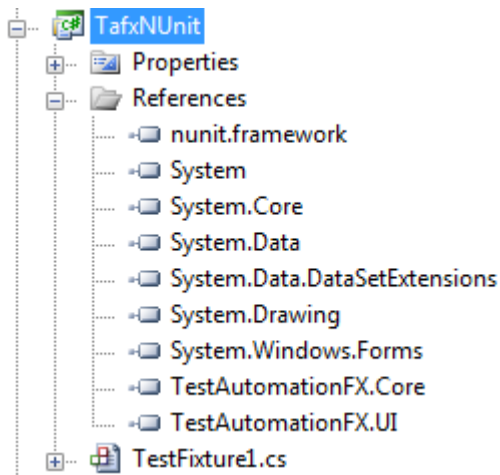 TafxNUnit
Properties
References
nunit.framework
System
System.Core
System.Data
System.Data.DataSetExtensions
System.Drawing
System.Windows.Forms
TestAutomationFX.Core
TestAutomationFX.UI
TestFixture1.cs